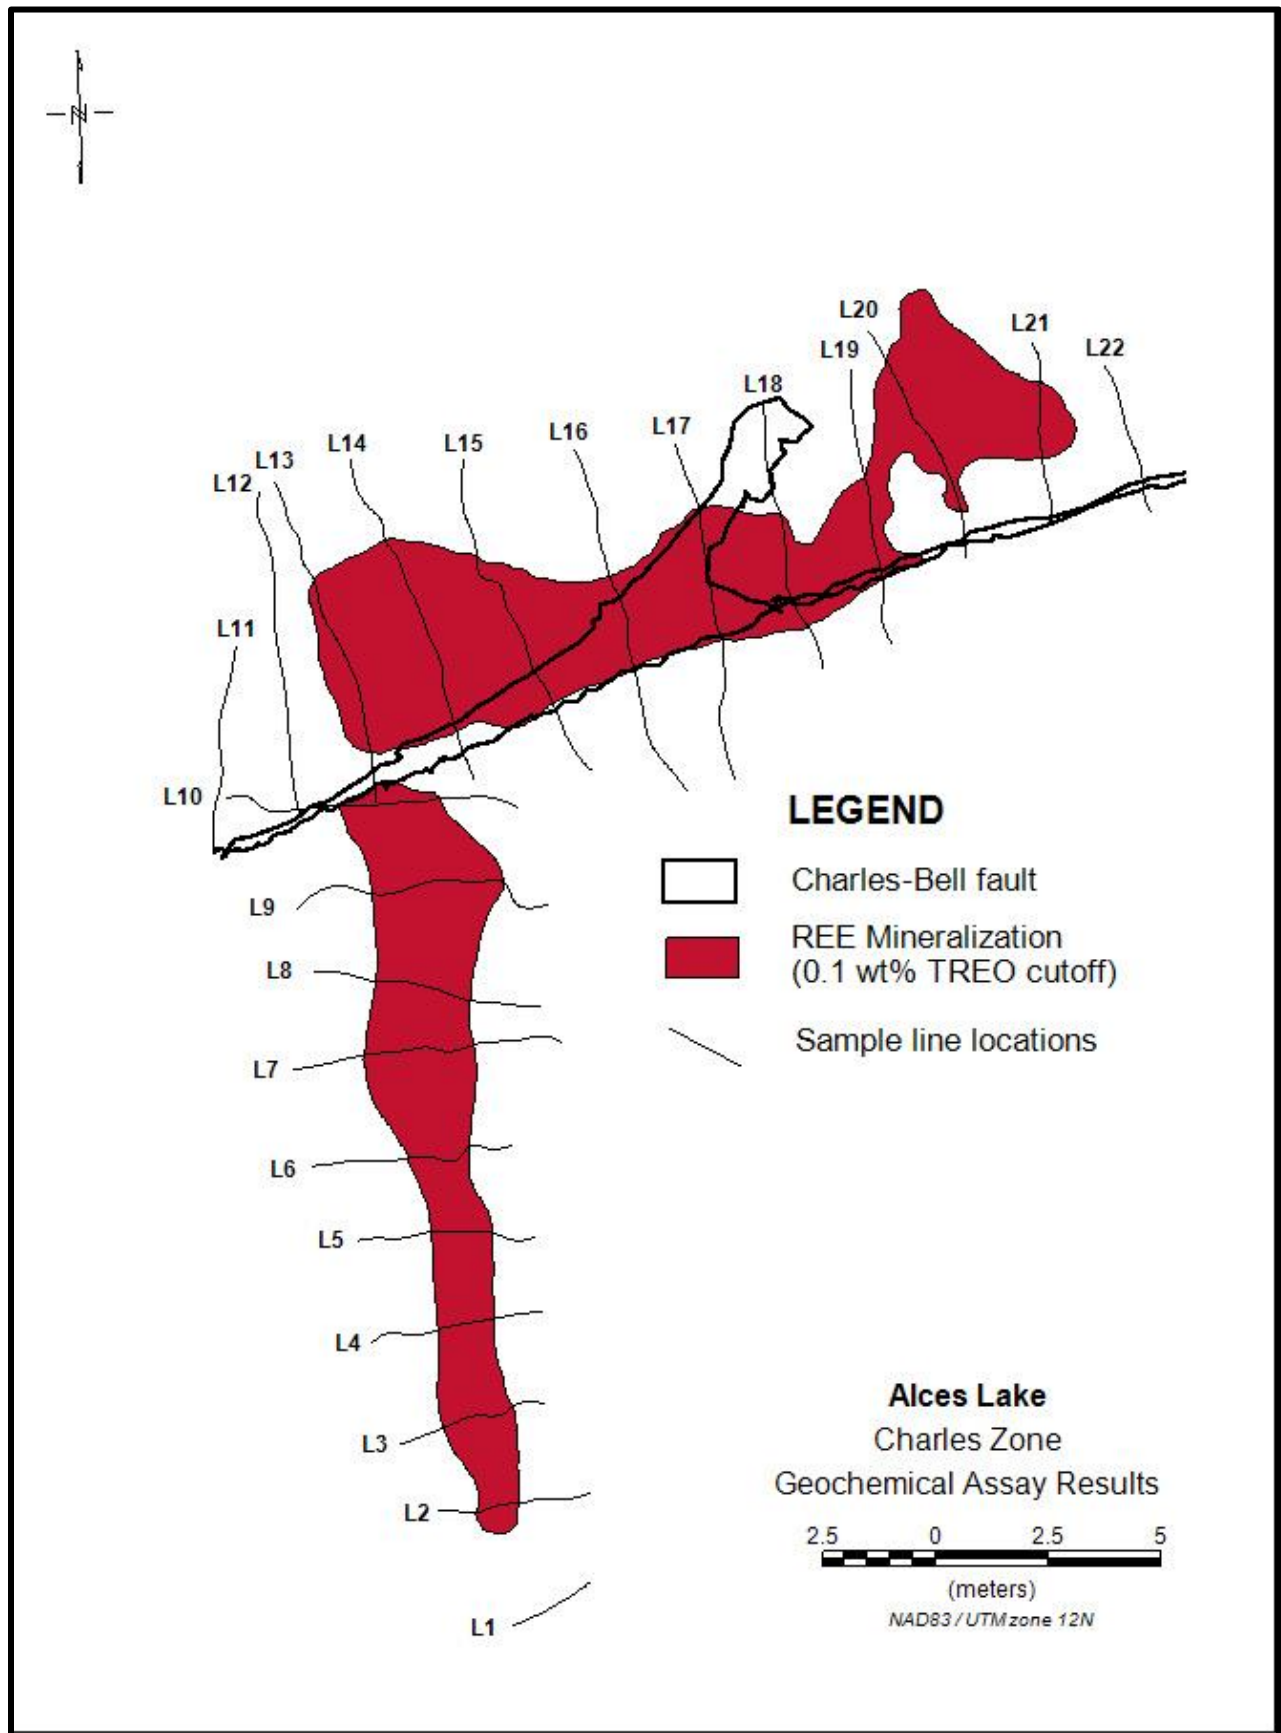 N
L20
L21
L19
L22
L18
L17
L16
L15
L14
L13
L12
L11
L10
LEGEND
Charles-Bell fault
L9
REE Mineralization
(0.1 wt% TREO cutoff)
L8
Sample line locations
L7
L6
L5
L4
L3
L2
L1
Alces Lake
Charles Zone
Geochemical Assay Results
2.5 0 2.5 5
(meters)
NAD83 / UTM zone 12N